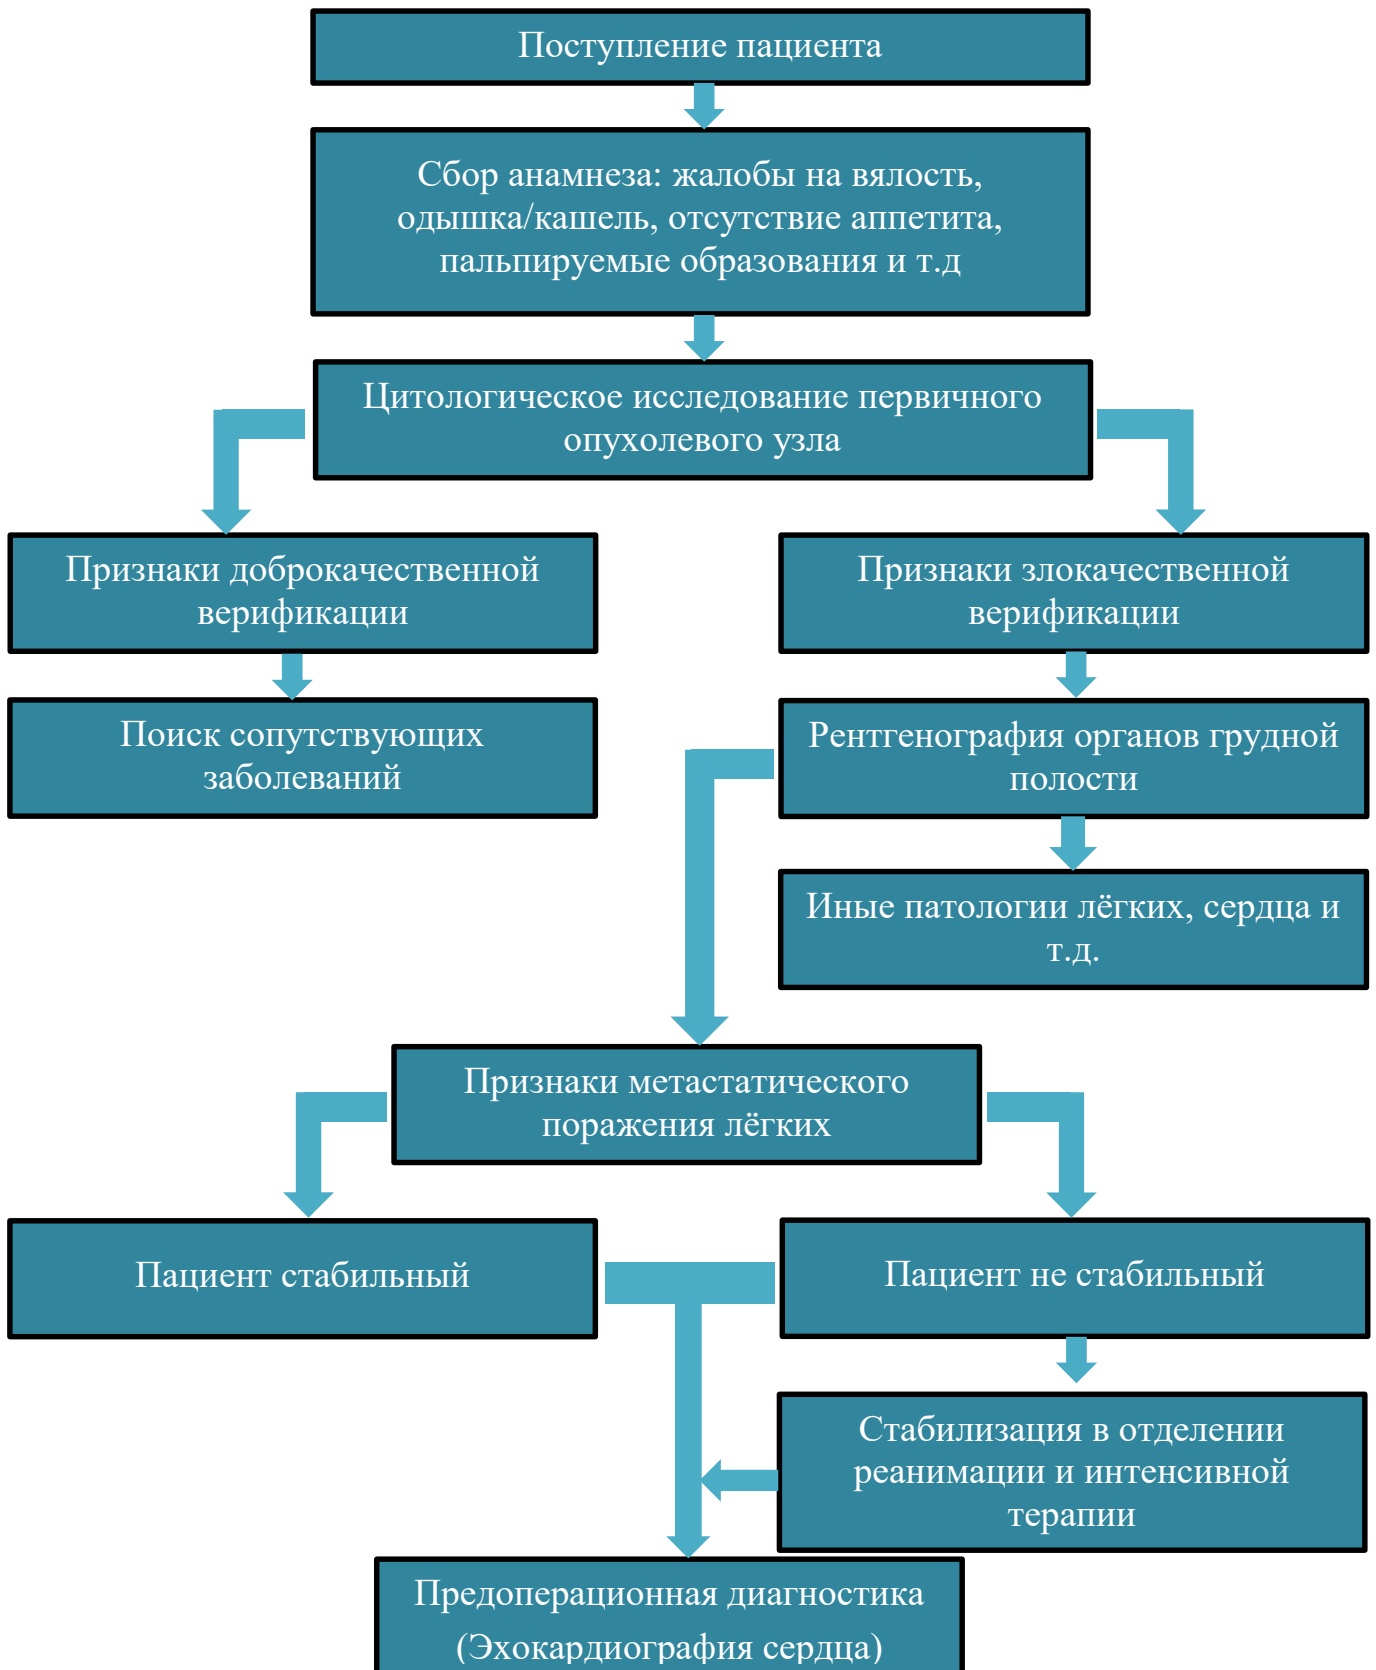 Поступление пациента
Сбор анамнеза: жалобы на вялость,
одышка/кашель, отсутствие аппетита,
пальпируемые образования и т.д
Цитологическое исследование первичного
опухолевого узла
Признаки доброкачественной
верификации
Признаки злокачественной
верификации
Поиск сопутствующих
заболеваний
Рентгенография органов грудной
полости
Иные патологии лёгких, сердца и
т.д.
Признаки метастатического
поражения лёгких
Пациент стабильный
Пациент не стабильный
Стабилизация в отделении
реанимации и интенсивной
терапии
Предоперационная диагностика
(Эхокардиография сердца)